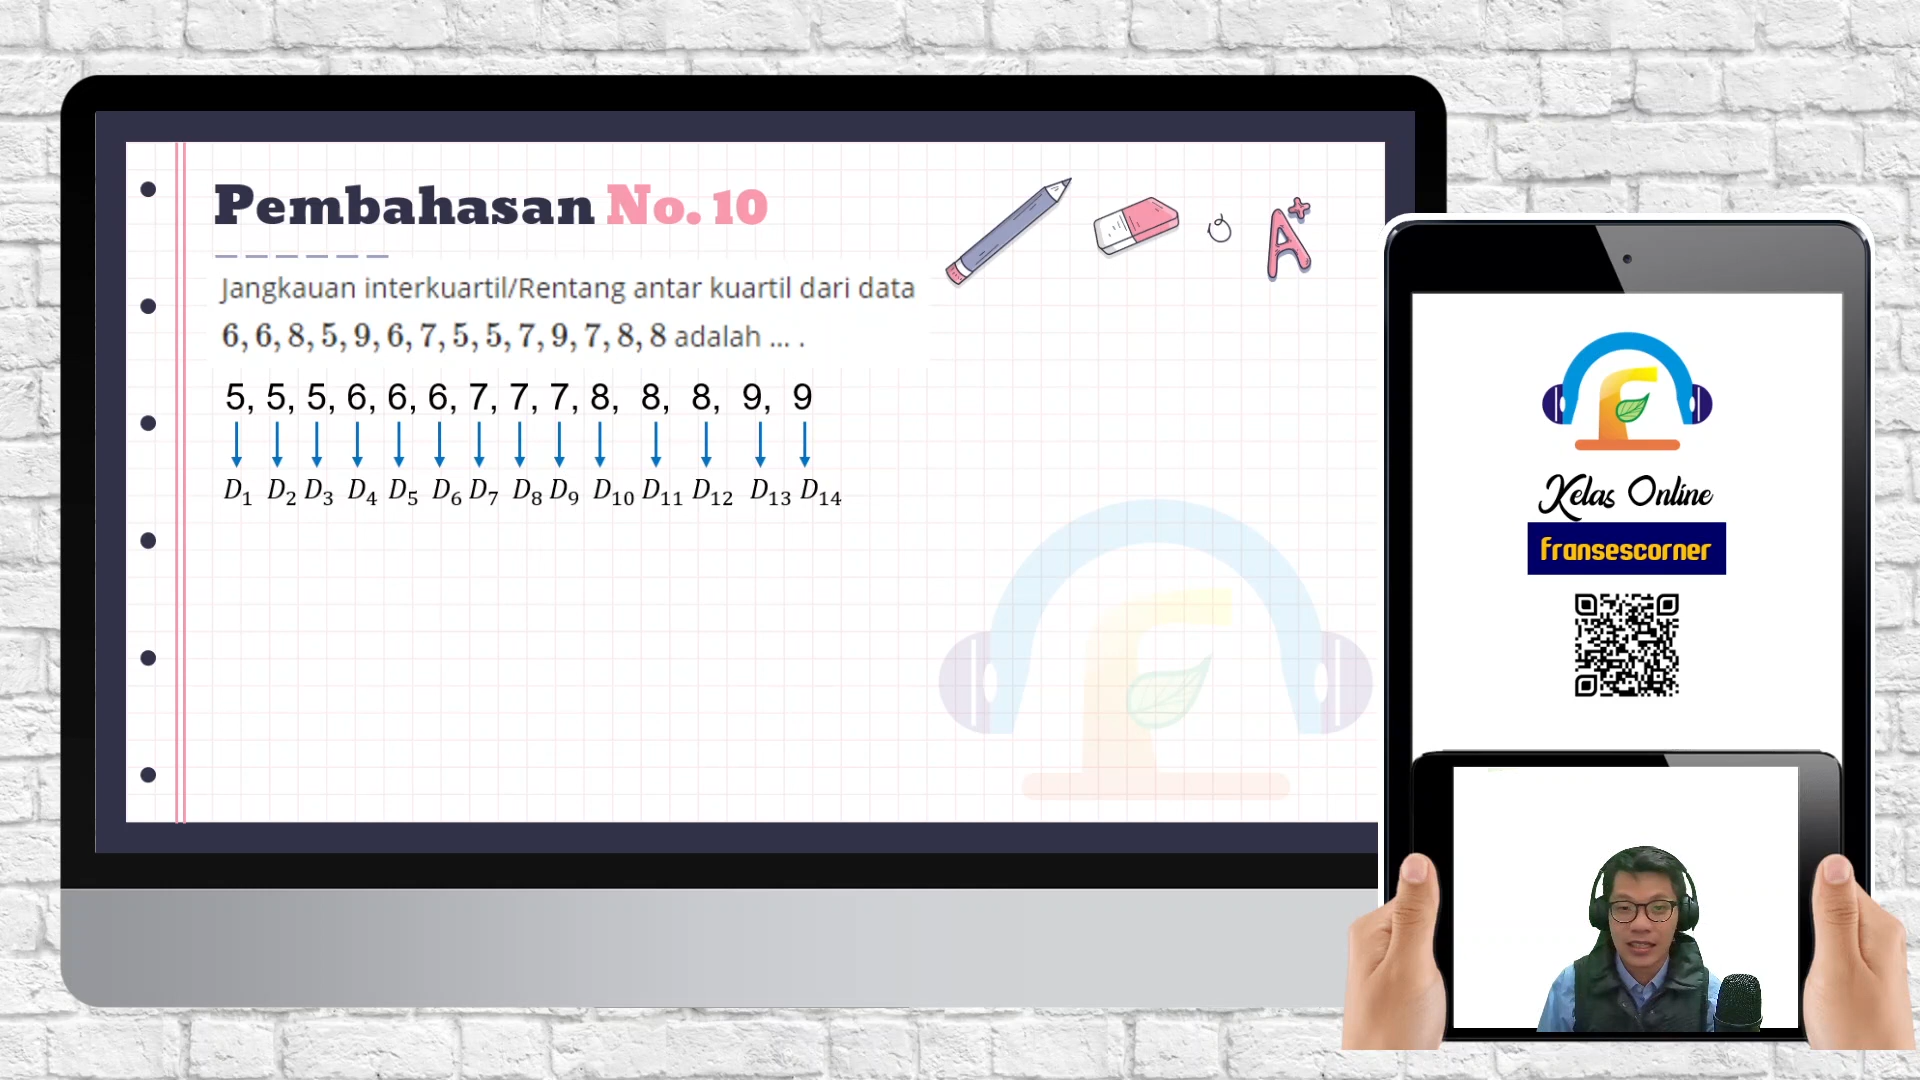 Pembahasan No. 10
Jangkauan interkuartil/Rentang antar kuartil dari data
6, 6, 8, 5, 9, 6, 7, 5, 5, 7, 9, 7, 8, 8 adalah ... .
5, 5, 5, 6, 6, 6, 7, 7, 7, 8, 8, 8, 9, 9
D₁ D₂ D₃ D₄ D₅ D₆ D₇ D₈ D₉ D₁₀ D₁₁ D₁₂ D₁₃ D₁₄
A+
Kelas Online
fransescorner